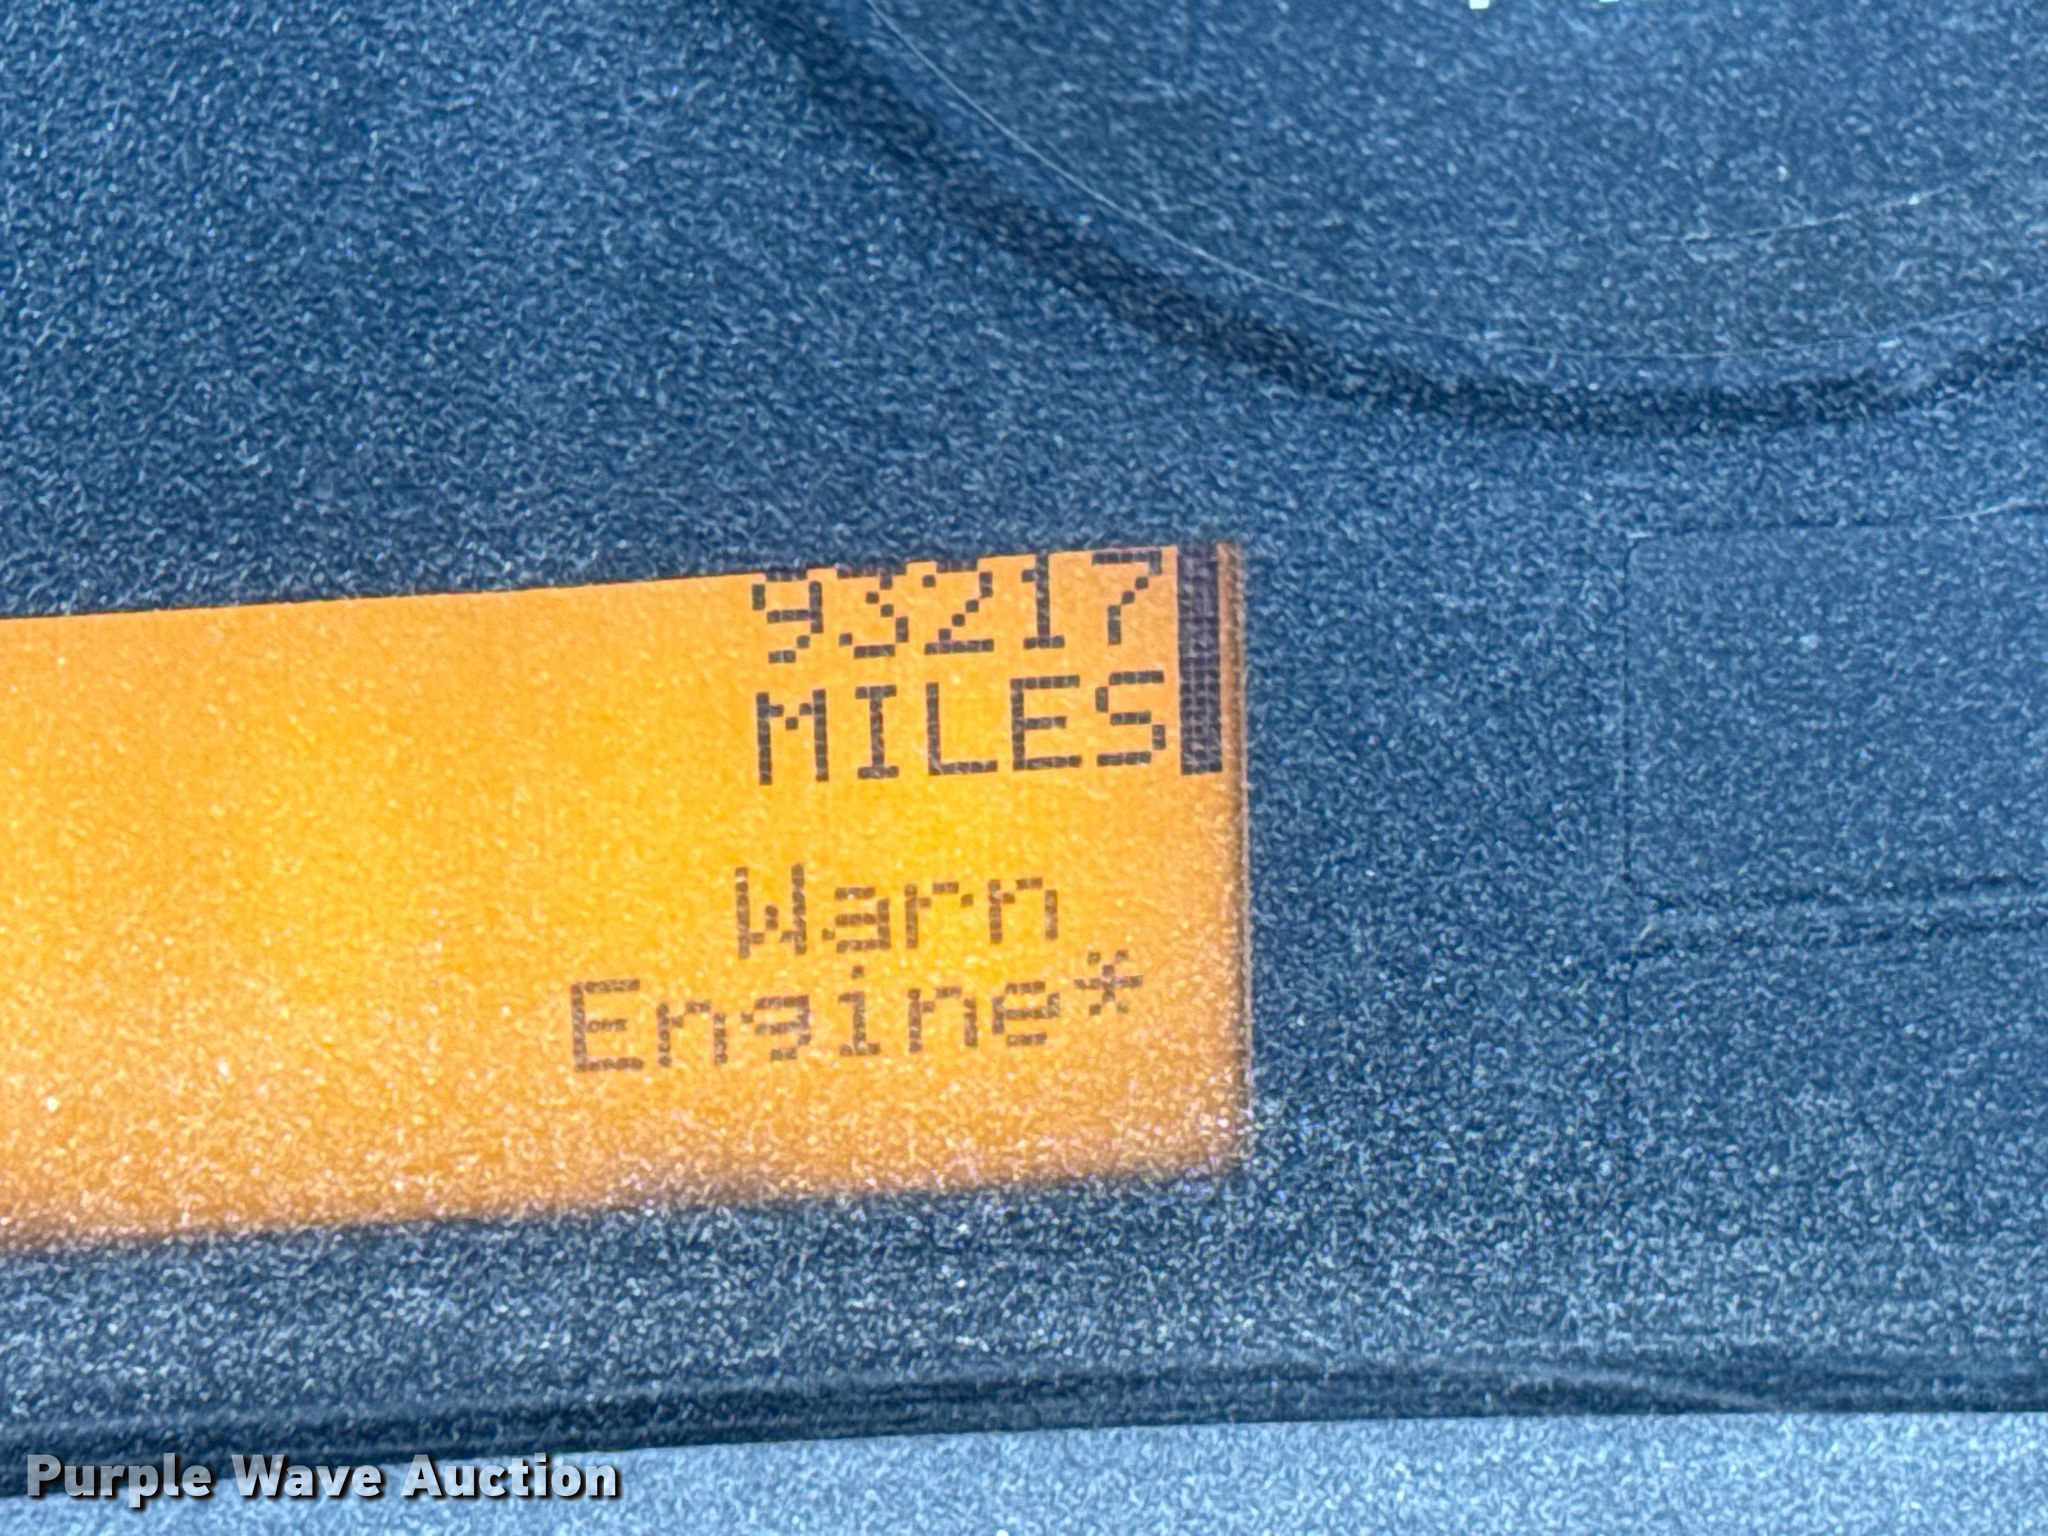 93217
MILES
Warn
Engine*
Purple Wave Auction